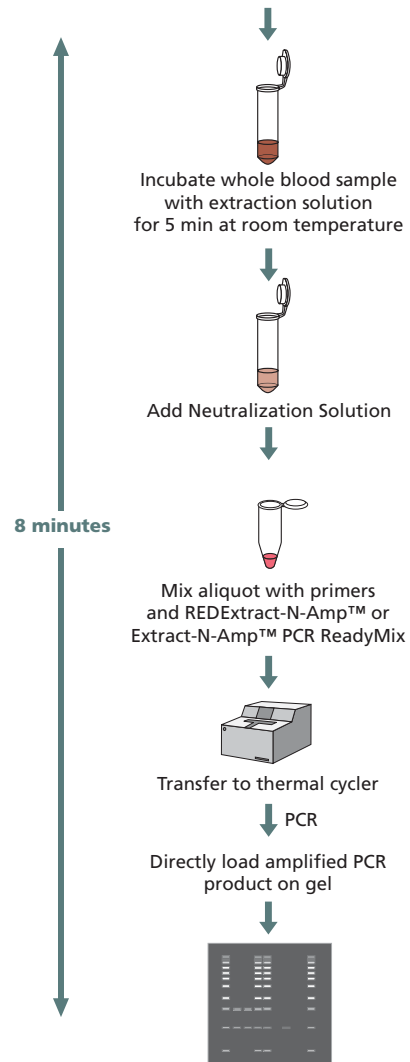 Incubate whole blood sample
with extraction solution
for 5 min at room temperature
Add Neutralization Solution
8 minutes
Mix aliquot with primers
and REDExtract-N-Amp™ or
Extract-N-Amp™ PCR ReadyMix
Transfer to thermal cycler
PCR
Directly load amplified PCR
product on gel